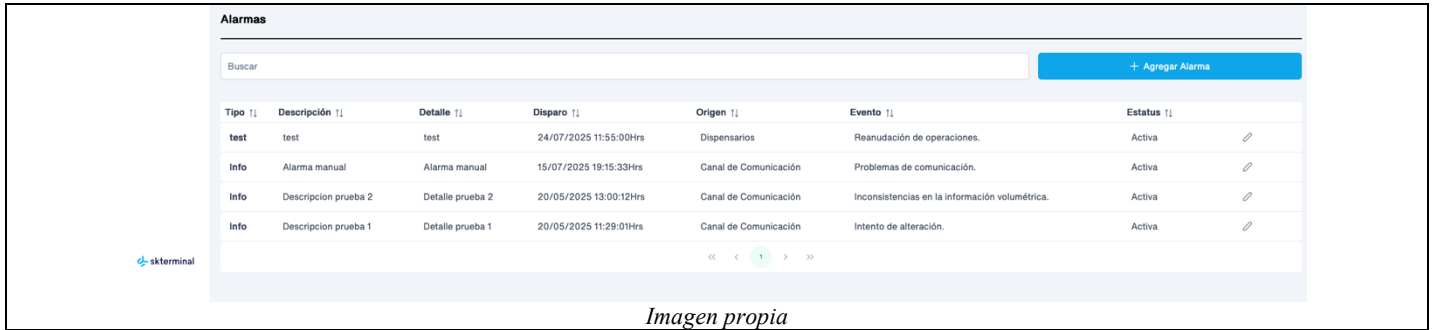 Alarmas
Buscar
+ Agregar Alarma
Tipo Descripción Detalle Disparo Origen Evento Estatus
test test test 24/07/2025 11:55:00Hrs Dispensarios Reanudación de operaciones. Activa
Info Alarma manual Alarma manual 15/07/2025 19:15:33Hrs Canal de Comunicación Problemas de comunicación. Activa
Info Descripcion prueba 2 Detalle prueba 2 20/05/2025 13:00:12Hrs Canal de Comunicación Inconsistencias en la información volumétrica. Activa
Info Descripcion prueba 1 Detalle prueba 1 20/05/2025 11:29:01Hrs Canal de Comunicación Intento de alteración. Activa
skterminal
<< < 1 > >>
Imagen propia